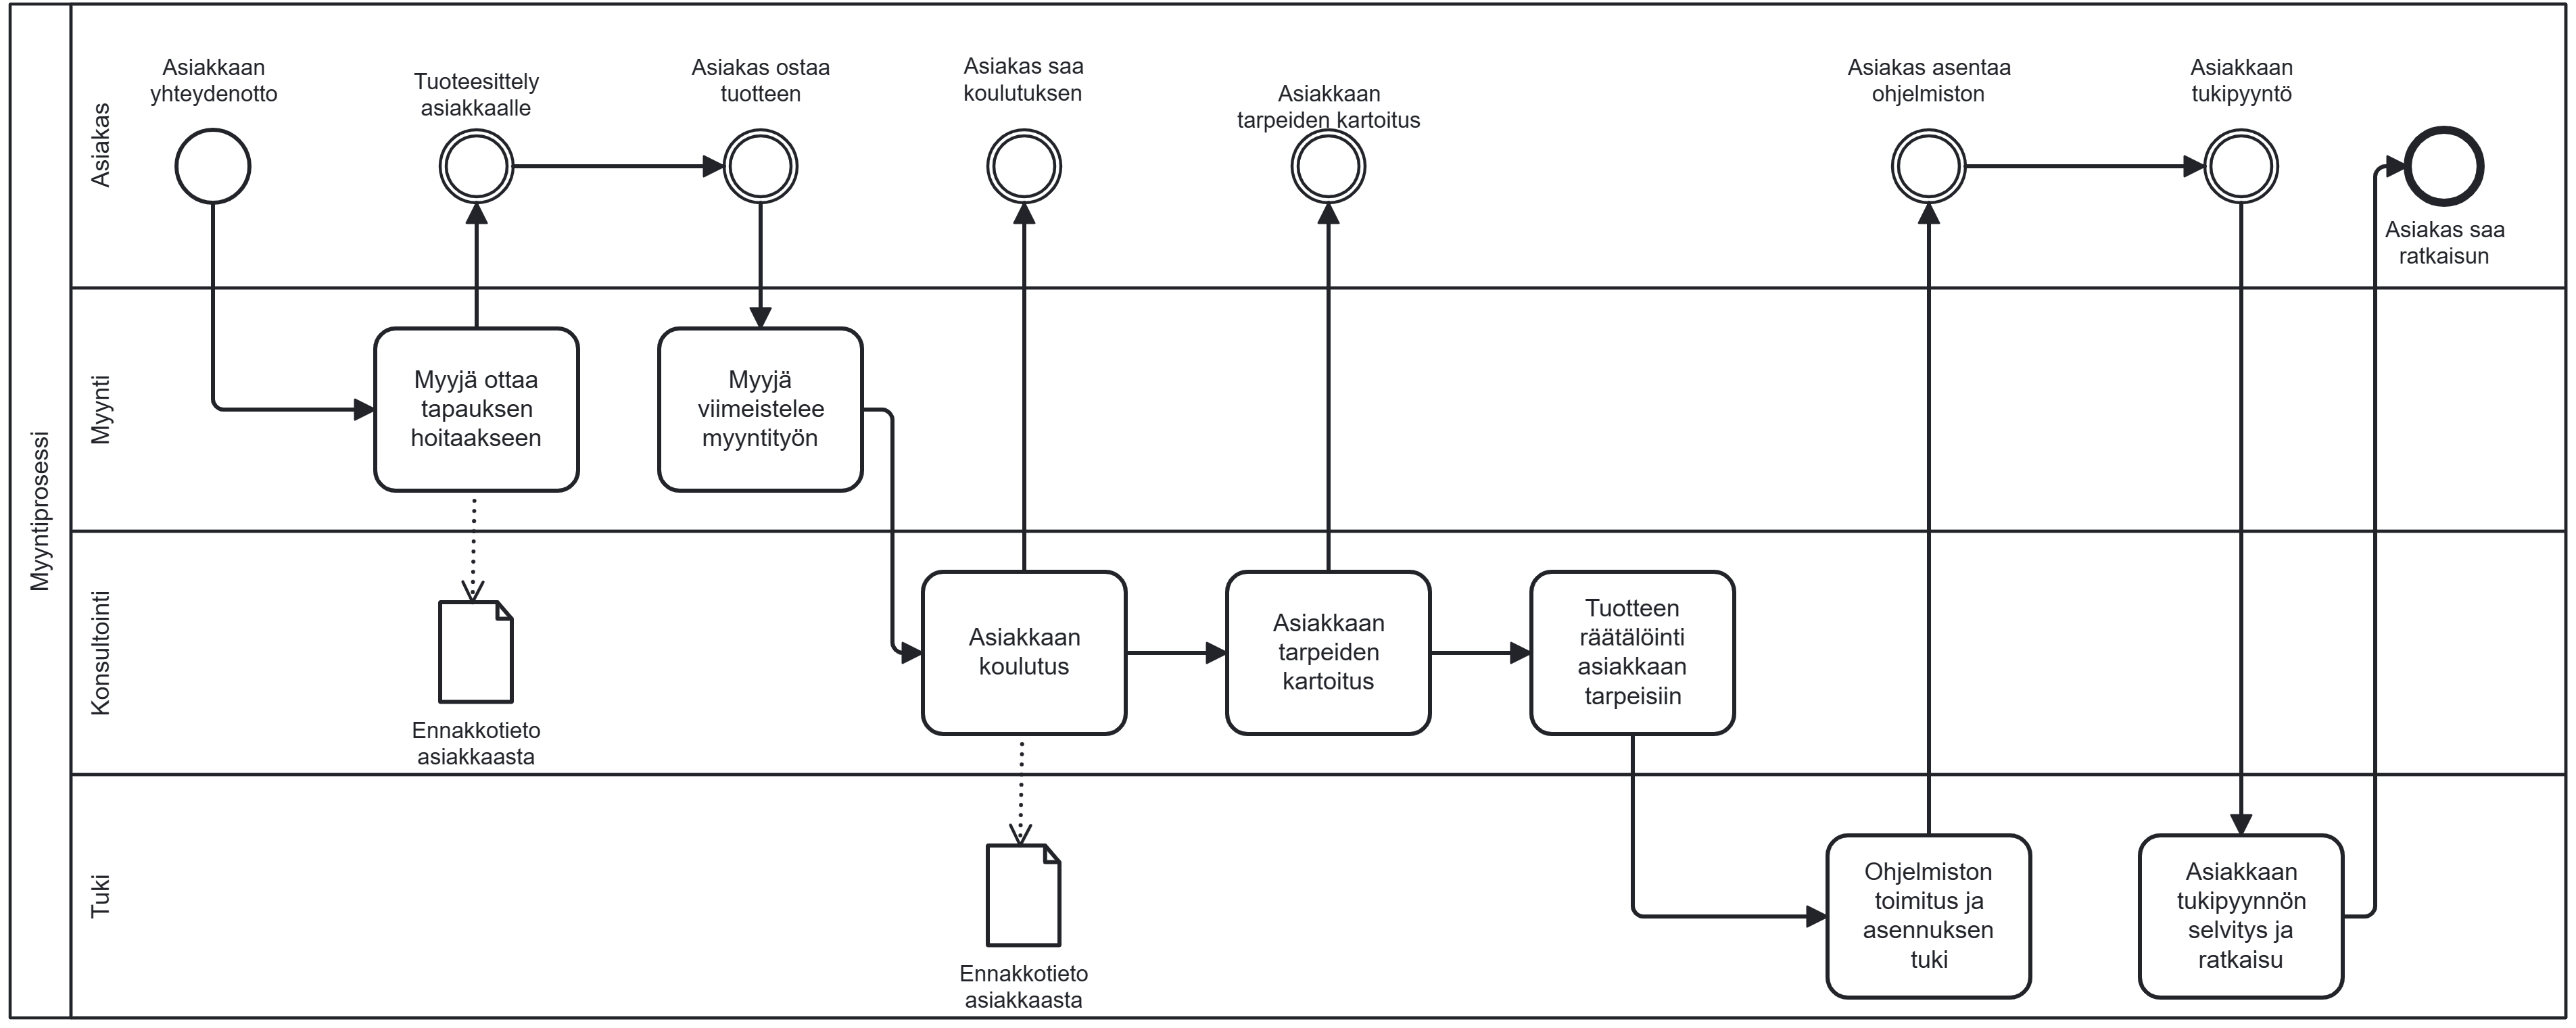 Myyntiprosessi
Asiakas
Asiakkaan
yhteydenotto
Tuoteesittely
asiakkaalle
Asiakas ostaa
tuotteen
Asiakas saa
koulutuksen
Asiakkaan
tarpeiden kartoitus
Asiakas asentaa
ohjelmiston
Asiakkaan
tukipyyntö
Asiakas saa
ratkaisun
Myynti
Myyjä ottaa
tapauksen
hoitaakseen
Myyjä
viimeistelee
myyntityön
Konsultointi
Ennakkotieto
asiakkaasta
Asiakkaan
koulutus
Asiakkaan
tarpeiden
kartoitus
Tuotteen
räätälöinti
asiakkaan
tarpeisiin
Tuki
Ennakkotieto
asiakkaasta
Ohjelmiston
toimitus ja
asennuksen
tuki
Asiakkaan
tukipyynnön
selvitys ja
ratkaisu